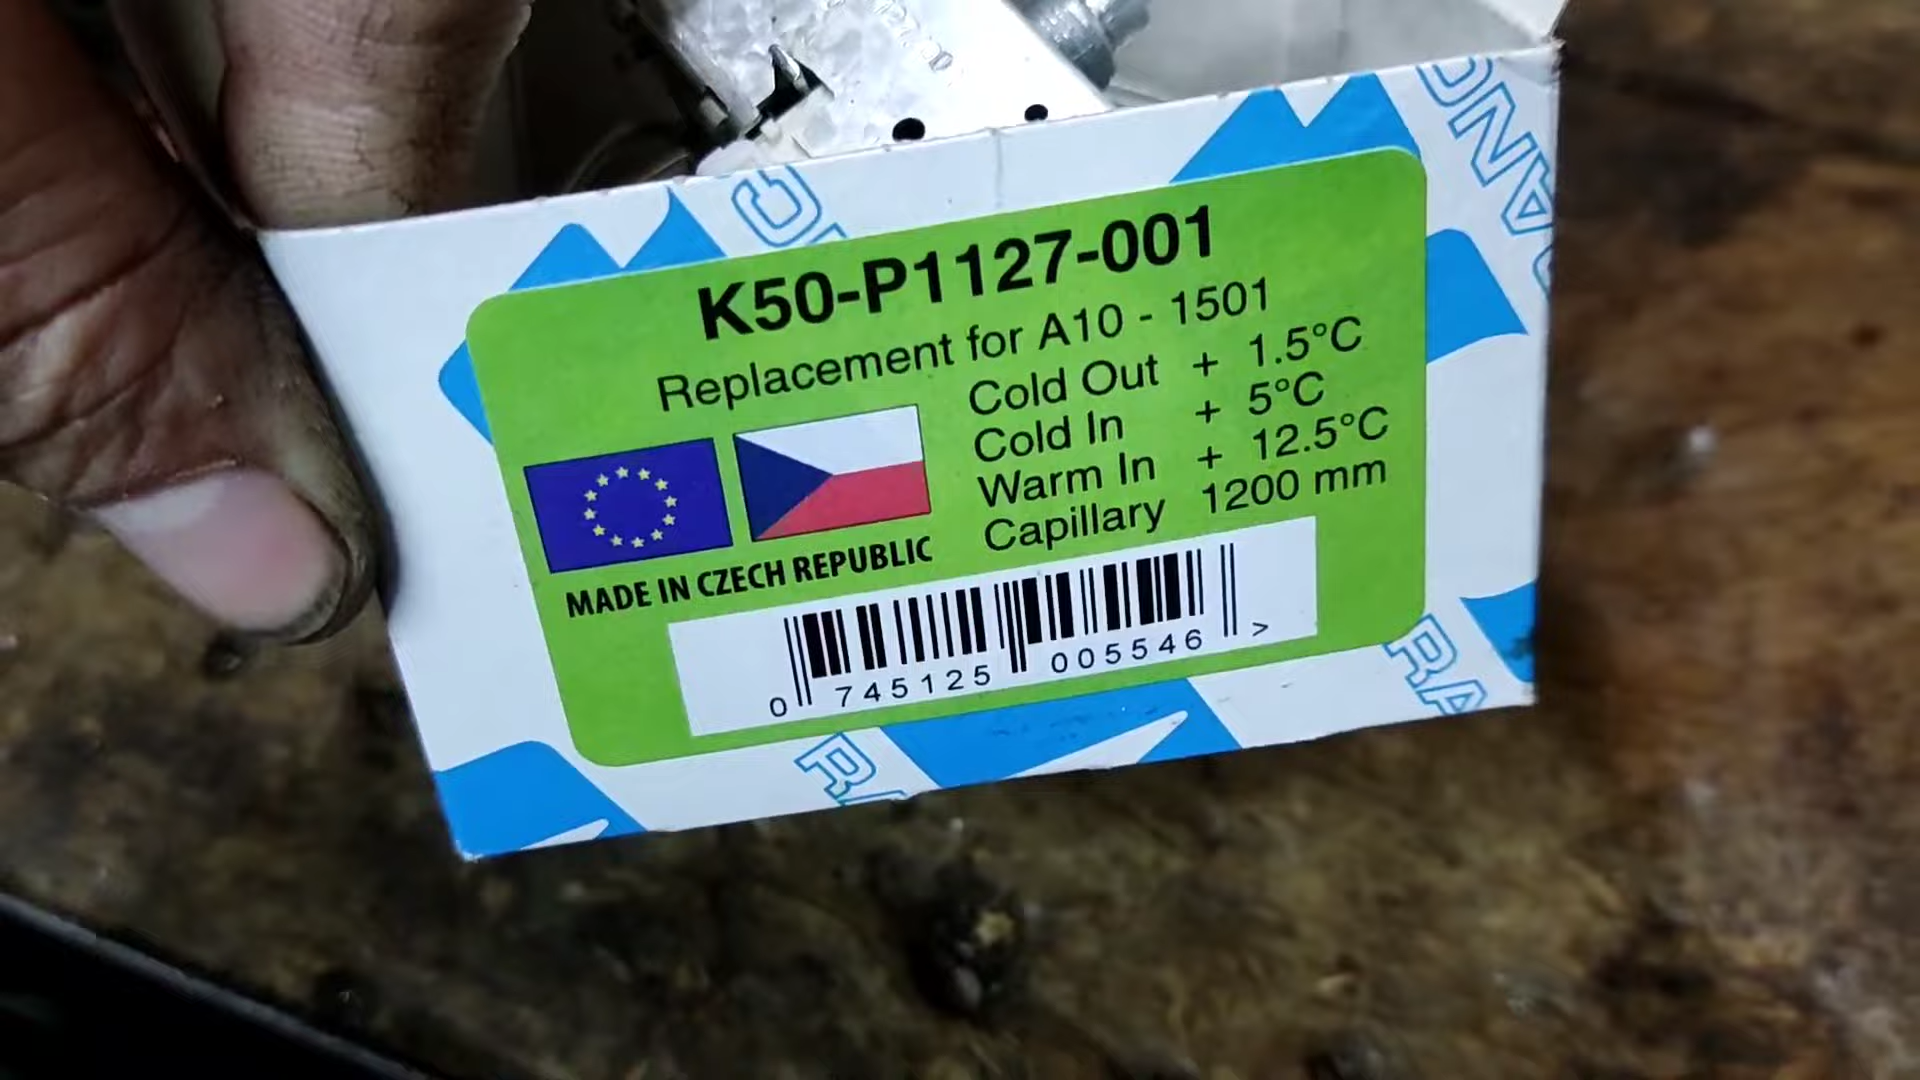 K50-P1127-001
Replacement for A10 - 1501
Cold Out + 1.5°C
Cold In + 5°C
Warm In + 12.5°C
Capillary 1200 mm
MADE IN CZECH REPUBLIC
0 745125 005546 >